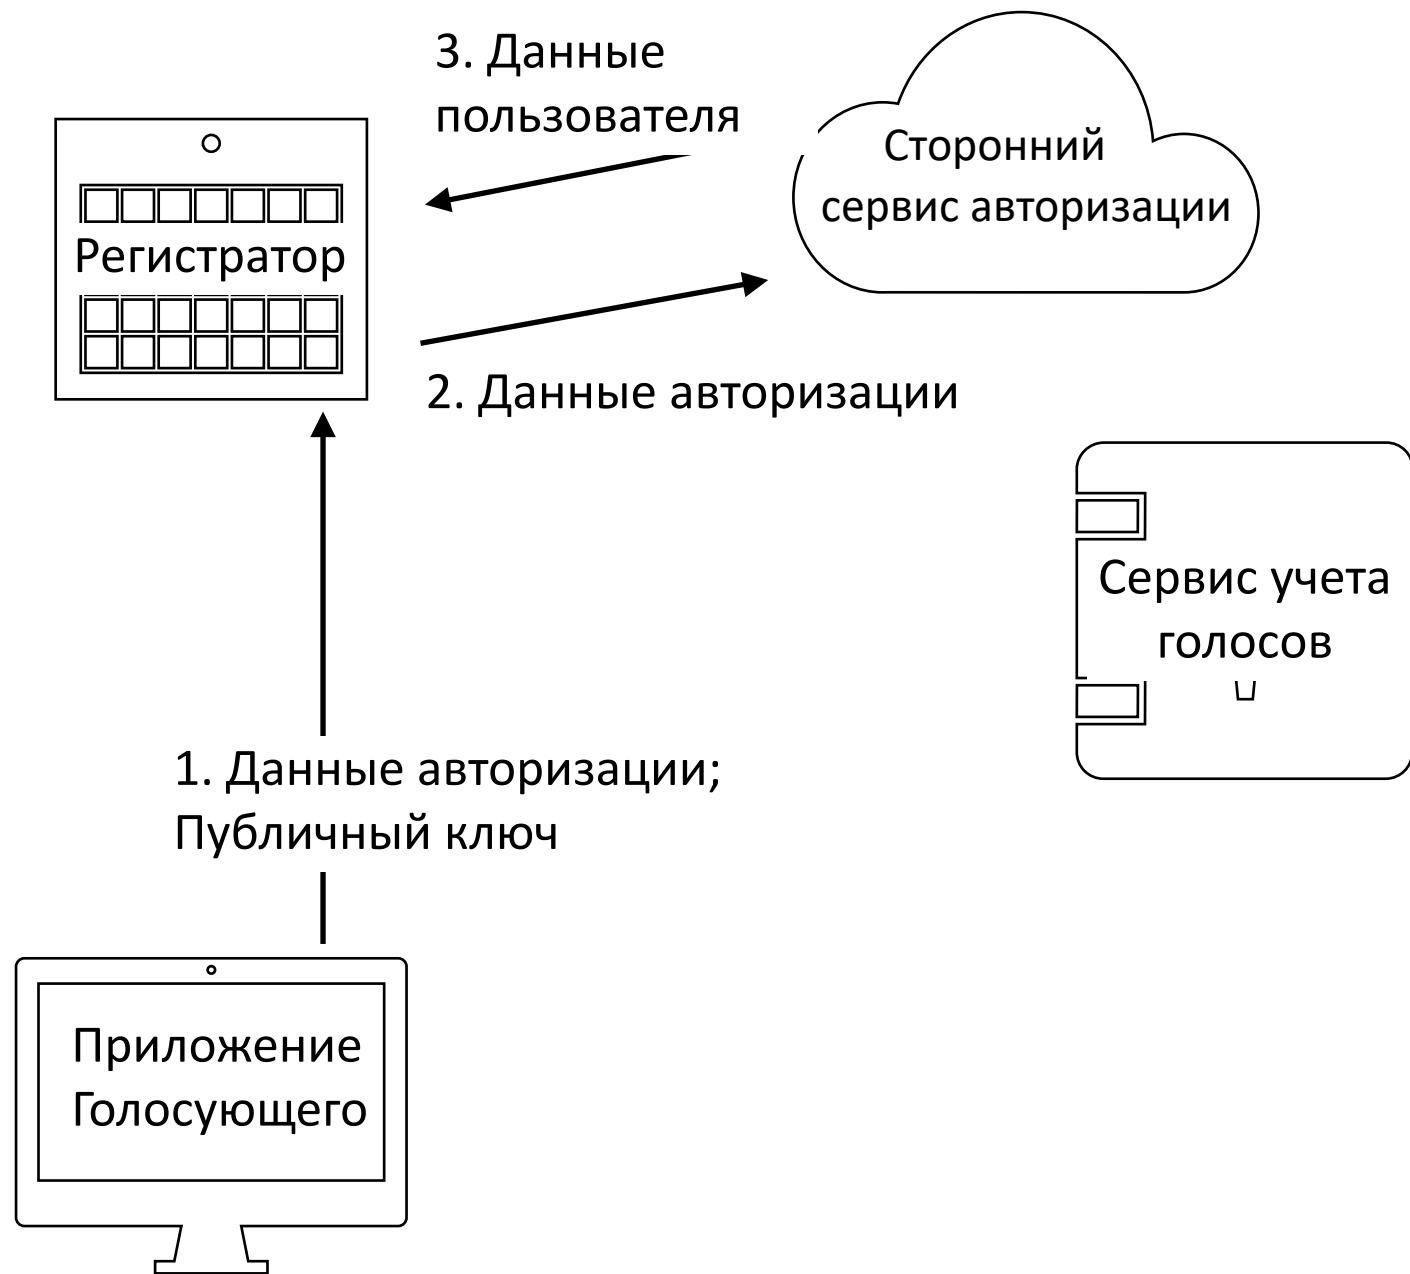 3. Данные
пользователя
Сторонний
сервис авторизации
Регистратор
2. Данные авторизации
Сервис учета
голосов
1. Данные авторизации;
Публичный ключ
Приложение
Голосующего